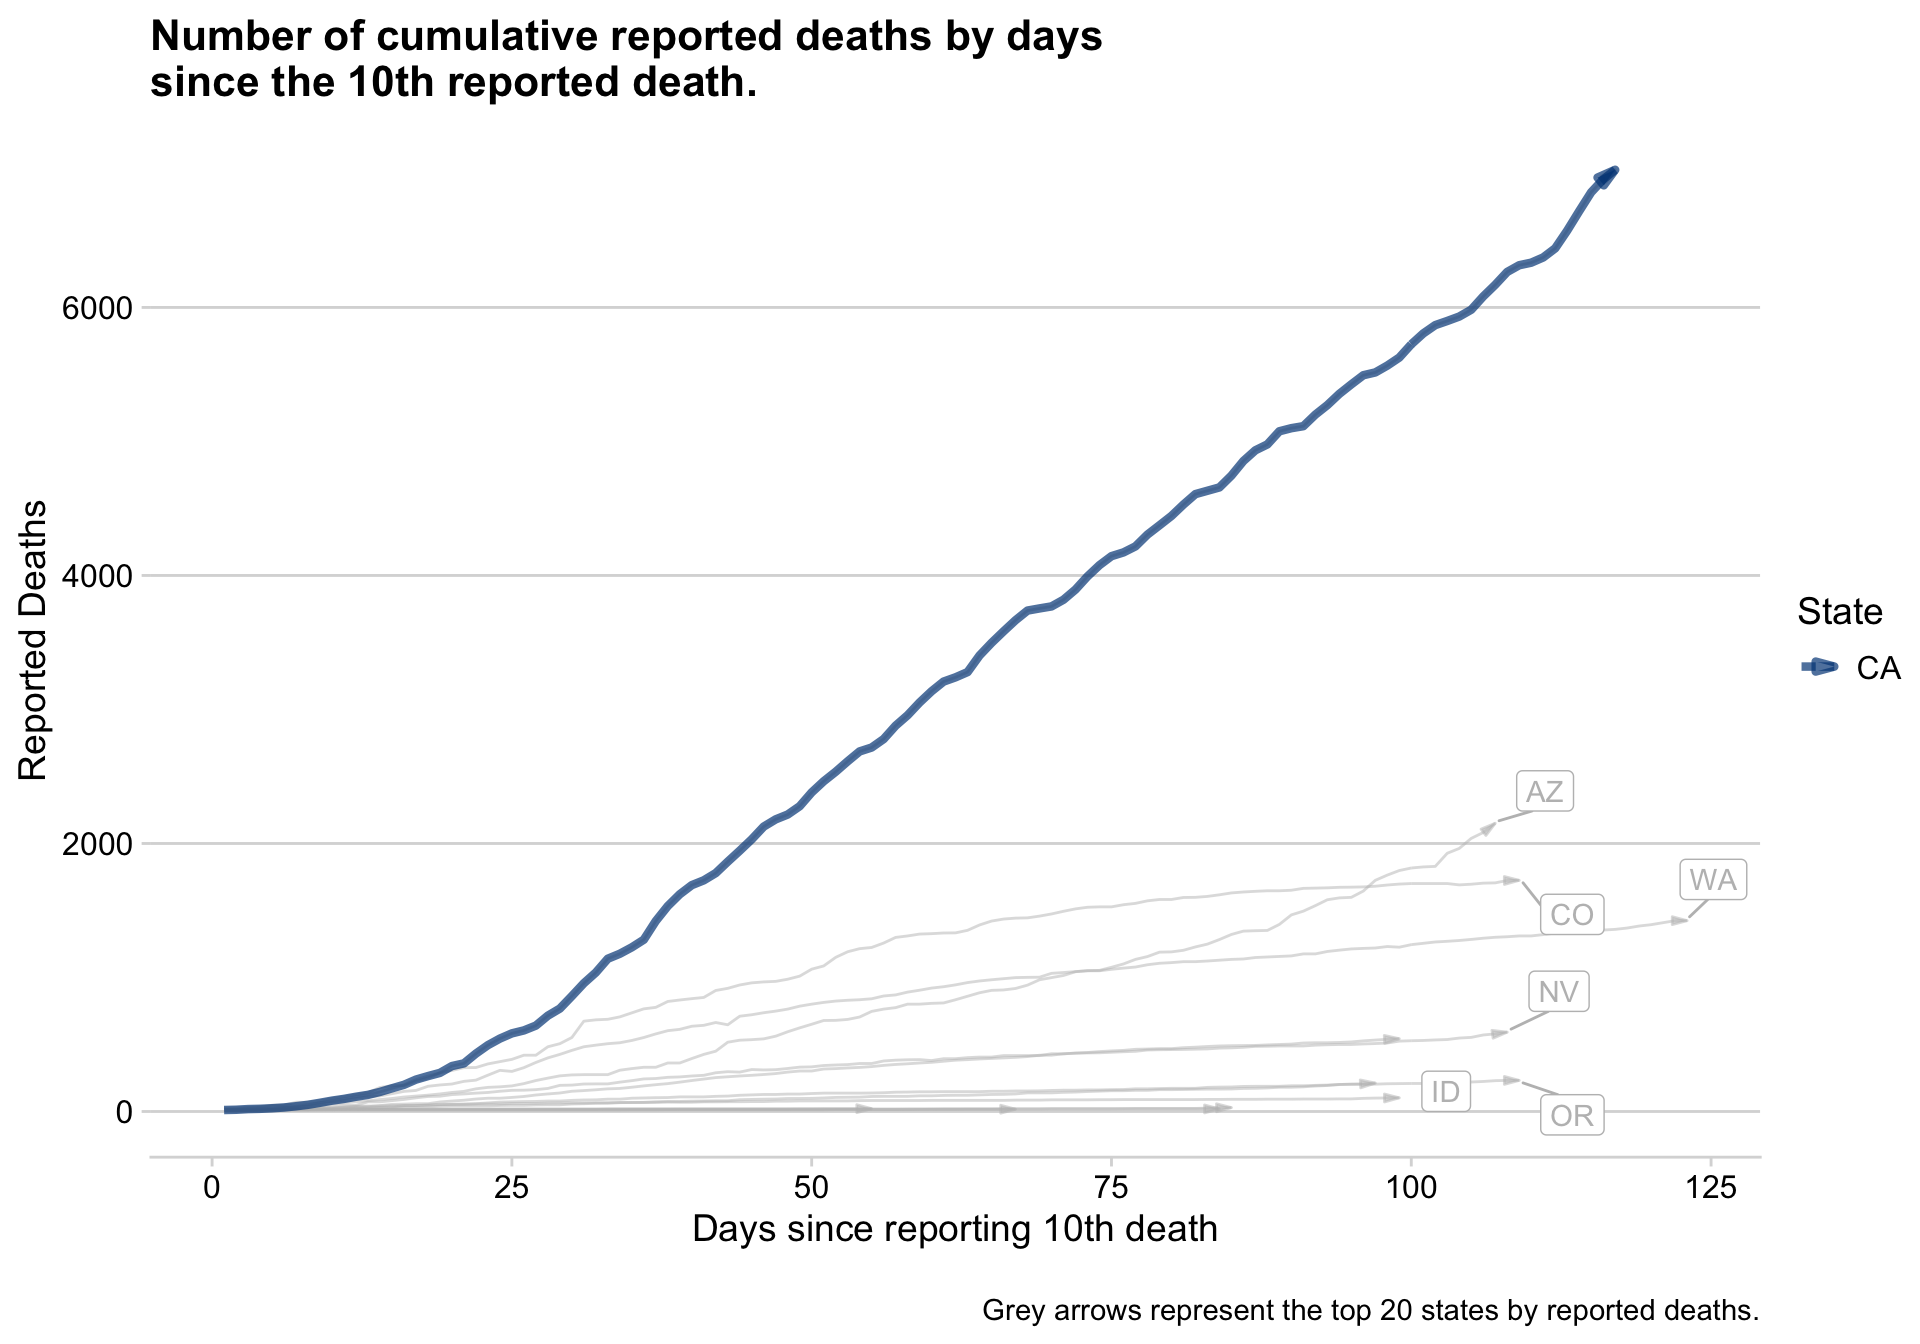 Number of cumulative reported deaths by days
since the 10th reported death.
Reported Deaths
6000
4000
2000
0
AZ
WA
CO
NV
ID
OR
State
CA
0 25 50 75 100 125
Days since reporting 10th death
Grey arrows represent the top 20 states by reported deaths.